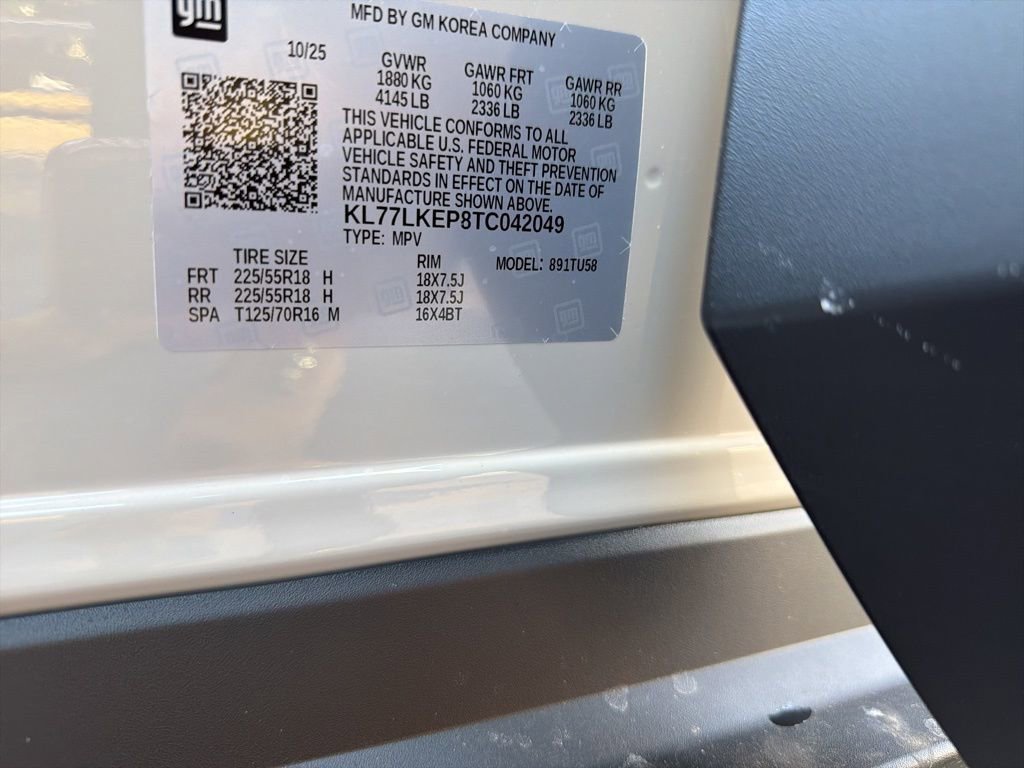 gm
MFD BY GM KOREA COMPANY
10/25
GVWR GAWR FRT GAWR RR
1880 KG 1060 KG 1060 KG
4145 LB 2336 LB 2336 LB
THIS VEHICLE CONFORMS TO ALL
APPLICABLE U.S. FEDERAL MOTOR
VEHICLE SAFETY AND THEFT PREVENTION
STANDARDS IN EFFECT ON THE DATE OF
MANUFACTURE SHOWN ABOVE.
KL77LKEP8TC042049
TYPE: MPV
MODEL: 891TU58
TIRE SIZE RIM
FRT 225/55R18 H 18X7.5J
RR 225/55R18 H 18X7.5J
SPA T125/70R16 M 16X4BT